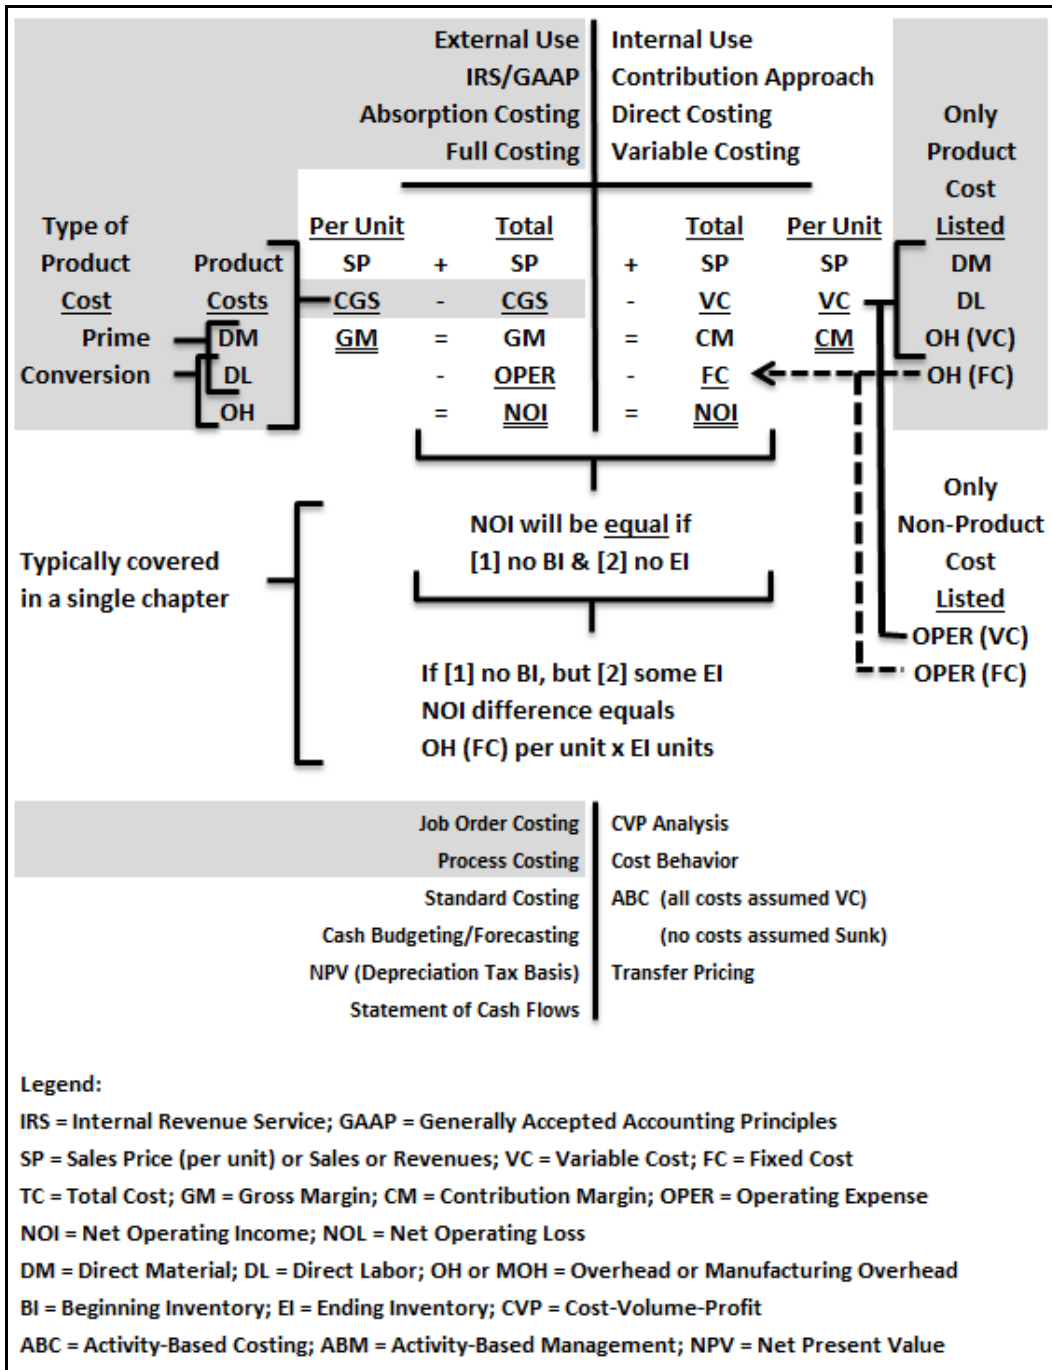 External Use Internal Use
IRS/GAAP Contribution Approach
Absorption Costing Direct Costing Only
Full Costing Variable Costing Product
Cost
Type of Per Unit Total Total Per Unit Listed
Product Product SP + SP + SP SP DM
Cost Costs CGS - CGS - VC VC DL
Prime DM GM = GM = CM CM OH (VC)
Conversion DL - OPER - FC OH (FC)
OH = NOI = NOI
Only
NOI will be equal if Non-Product
Typically covered [1] no BI & [2] no EI Cost
in a single chapter Listed
OPER (VC)
If [1] no BI, but [2] some EI OPER (FC)
NOI difference equals
OH (FC) per unit x EI units
Job Order Costing CVP Analysis
Process Costing Cost Behavior
Standard Costing ABC (all costs assumed VC)
Cash Budgeting/Forecasting (no costs assumed Sunk)
NPV (Depreciation Tax Basis) Transfer Pricing
Statement of Cash Flows
Legend:
IRS = Internal Revenue Service; GAAP = Generally Accepted Accounting Principles
SP = Sales Price (per unit) or Sales or Revenues; VC = Variable Cost; FC = Fixed Cost
TC = Total Cost; GM = Gross Margin; CM = Contribution Margin; OPER = Operating Expense
NOI = Net Operating Income; NOL = Net Operating Loss
DM = Direct Material; DL = Direct Labor; OH or MOH = Overhead or Manufacturing Overhead
BI = Beginning Inventory; EI = Ending Inventory; CVP = Cost-Volume-Profit
ABC = Activity-Based Costing; ABM = Activity-Based Management; NPV = Net Present Value